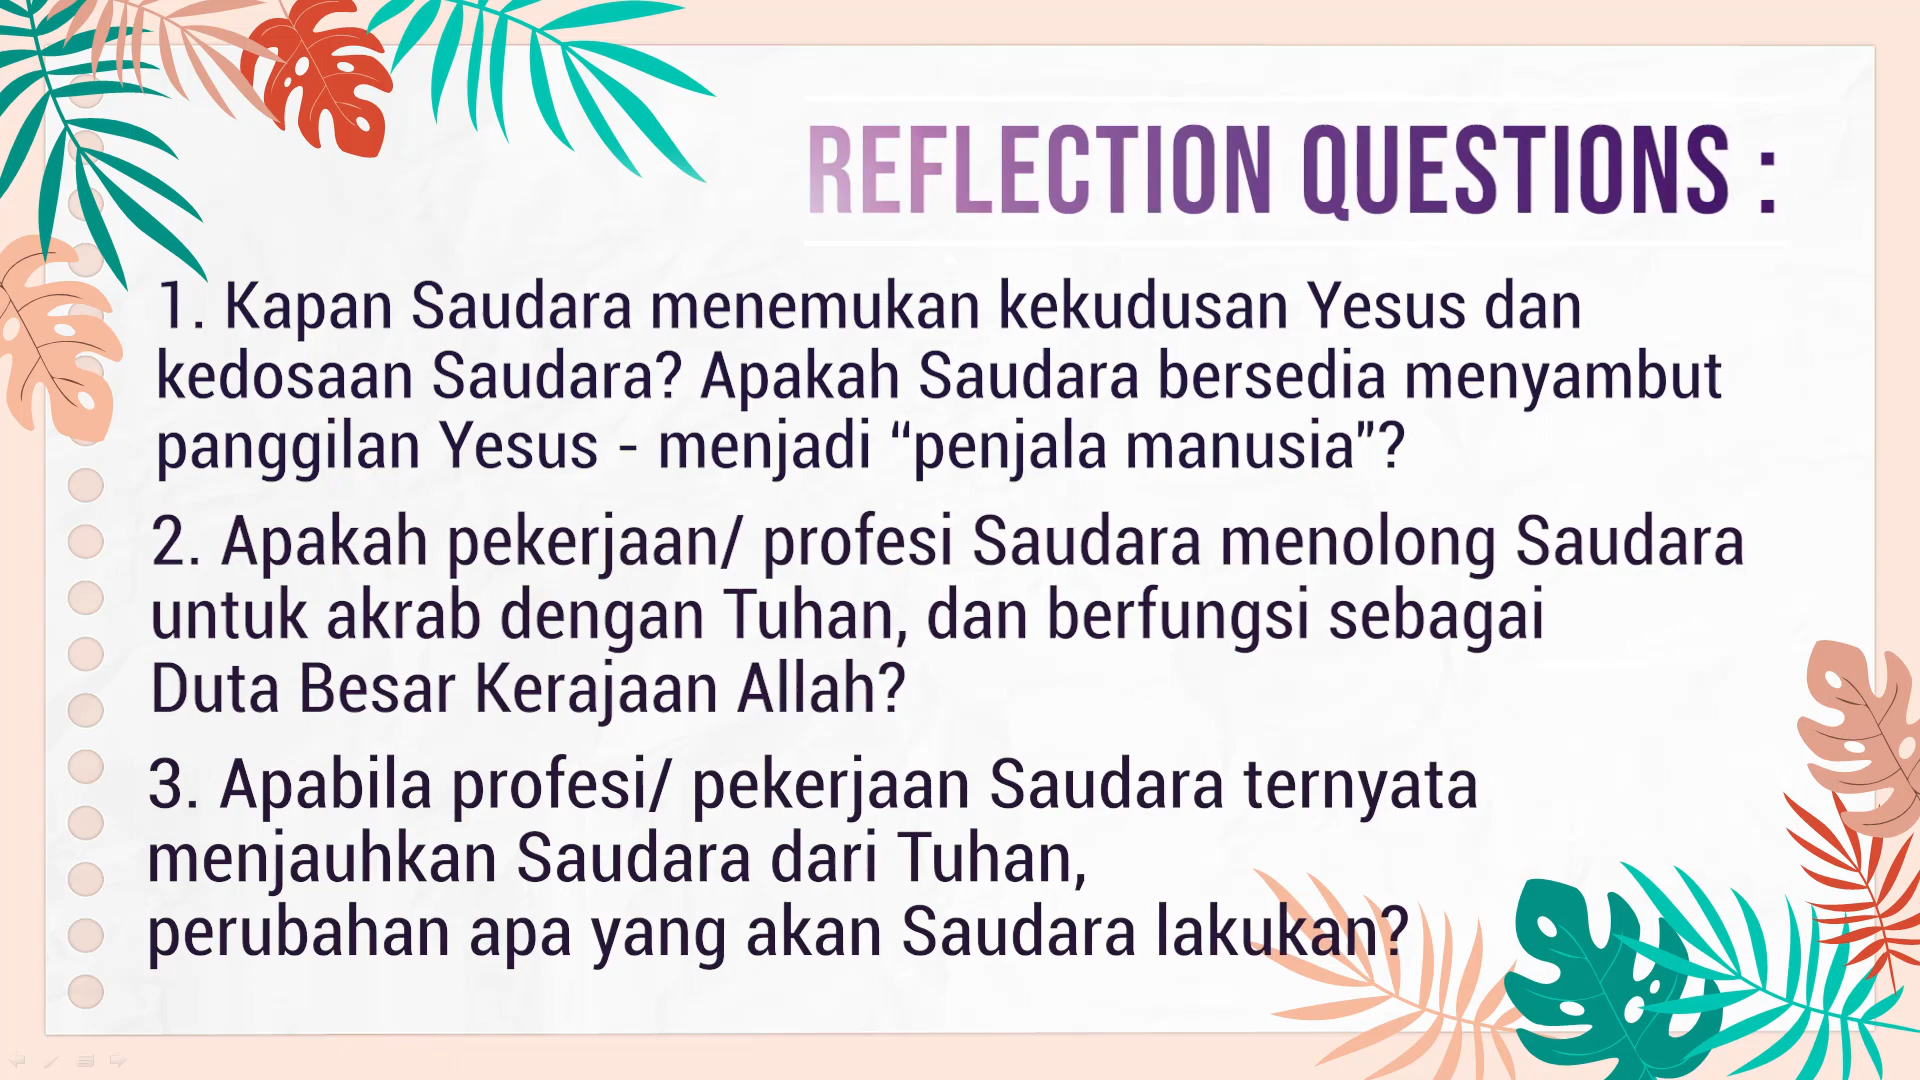 REFLECTION QUESTIONS :
1. Kapan Saudara menemukan kekudusan Yesus dan
kedosaan Saudara? Apakah Saudara bersedia menyambut
panggilan Yesus - menjadi “penjala manusia”?
2. Apakah pekerjaan/ profesi Saudara menolong Saudara
untuk akrab dengan Tuhan, dan berfungsi sebagai
Duta Besar Kerajaan Allah?
3. Apabila profesi/ pekerjaan Saudara ternyata
menjauhkan Saudara dari Tuhan,
perubahan apa yang akan Saudara lakukan?